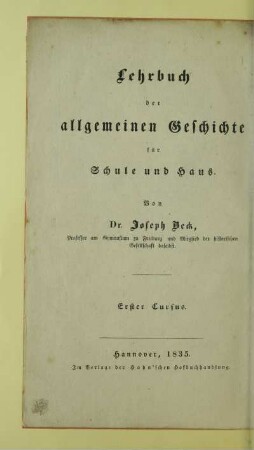 Lehrbuch
der
allgemeinen Geschichte
für
Schule und Haus.
Von
Dr. Joseph Beck,
Professor am Gymnasium zu Freiburg und Mitglied der historischen
Gesellschaft daselbst.
Erster Cursus.
Hannover, 1835.
Im Verlage der Hahn'schen Hofbuchhandlung.